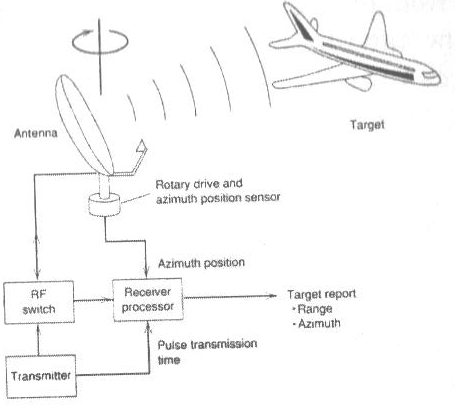 Antenna
Target
Rotary drive and
azimuth position sensor
Azimuth position
RF
switch
Receiver
processor
Target report
• Range
• Azimuth
Pulse transmission
time
Transmitter